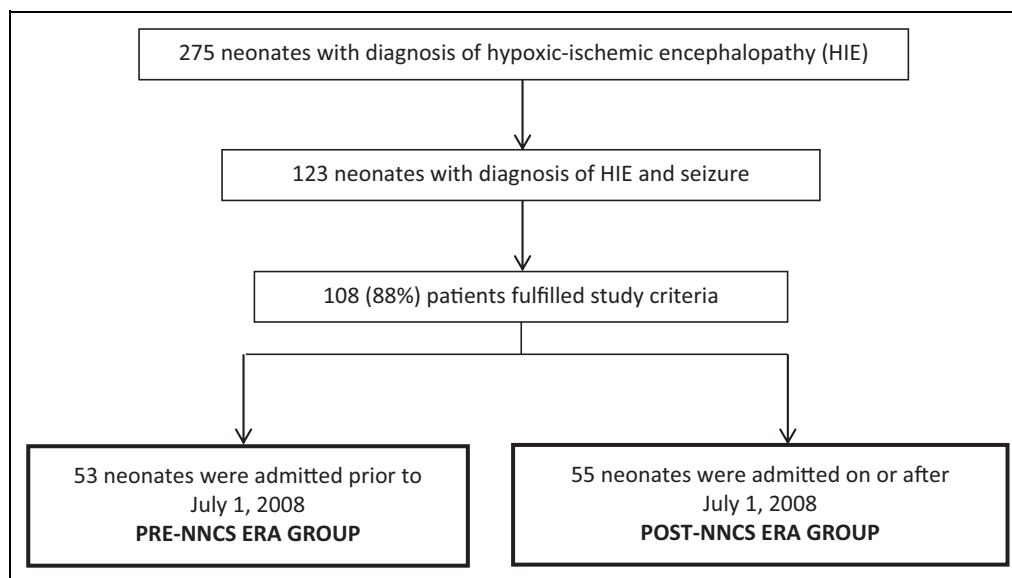 275 neonates with diagnosis of hypoxic-ischemic encephalopathy (HIE)
123 neonates with diagnosis of HIE and seizure
108 (88%) patients fulfilled study criteria
53 neonates were admitted prior to
July 1, 2008
PRE-NNCS ERA GROUP
55 neonates were admitted on or after
July 1, 2008
POST-NNCS ERA GROUP